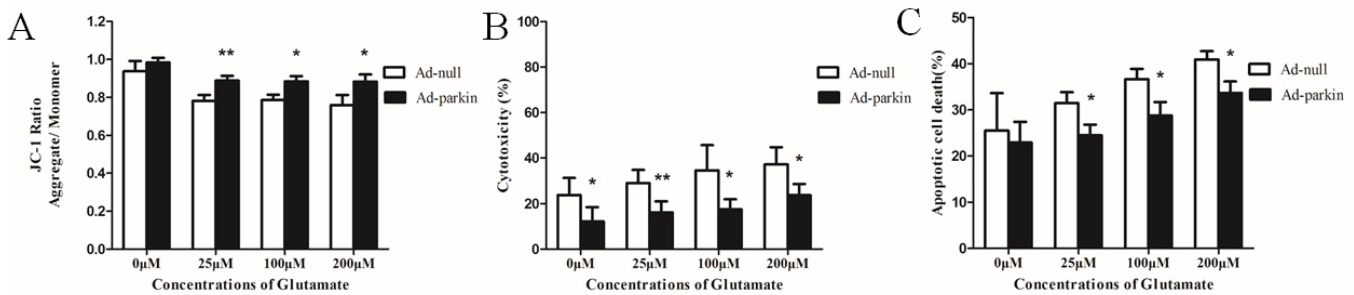 A
JC-1 Ratio
Aggregate/ Monomer
1.2
1.0
0.8
0.6
0.4
0.2
0.0
** * *
Ad-null
Ad-parkin
0μM 25μM 100μM 200μM
Concentrations of Glutamate
B
Cytotoxicity (%)
100
80
60
40
20
0
* ** * *
Ad-null
Ad-parkin
0μM 25μM 100μM 200μM
Concentrations of Glutamate
C
Apoptotic cell death(%)
50
40
30
20
10
0
* * *
Ad-null
Ad-parkin
0μM 25μM 100μM 200μM
Concentrations of Glutamate